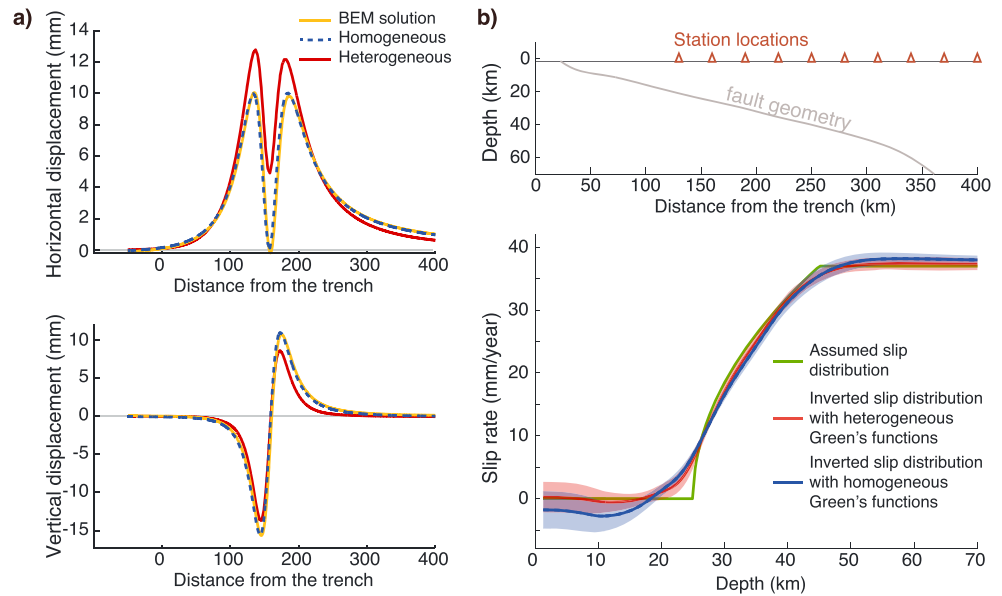 a)
Horizontal displacement (mm)
14
12
10
8
6
4
2
0
BEM solution
Homogeneous
Heterogeneous
0
100
200
300
400
Distance from the trench
Vertical displacement (mm)
10
5
0
-5
-10
-15
0
100
200
300
400
Distance from the trench
b)
Station locations
fault geometry
Depth (km)
0
20
40
60
0
50
100
150
200
250
300
350
400
Distance from the trench (km)
Slip rate (mm/year)
40
30
20
10
0
Assumed slip
distribution
Inverted slip distribution
with heterogeneous
Green's functions
Inverted slip distribution
with homogeneous
Green's functions
0
10
20
30
40
50
60
70
Depth (km)